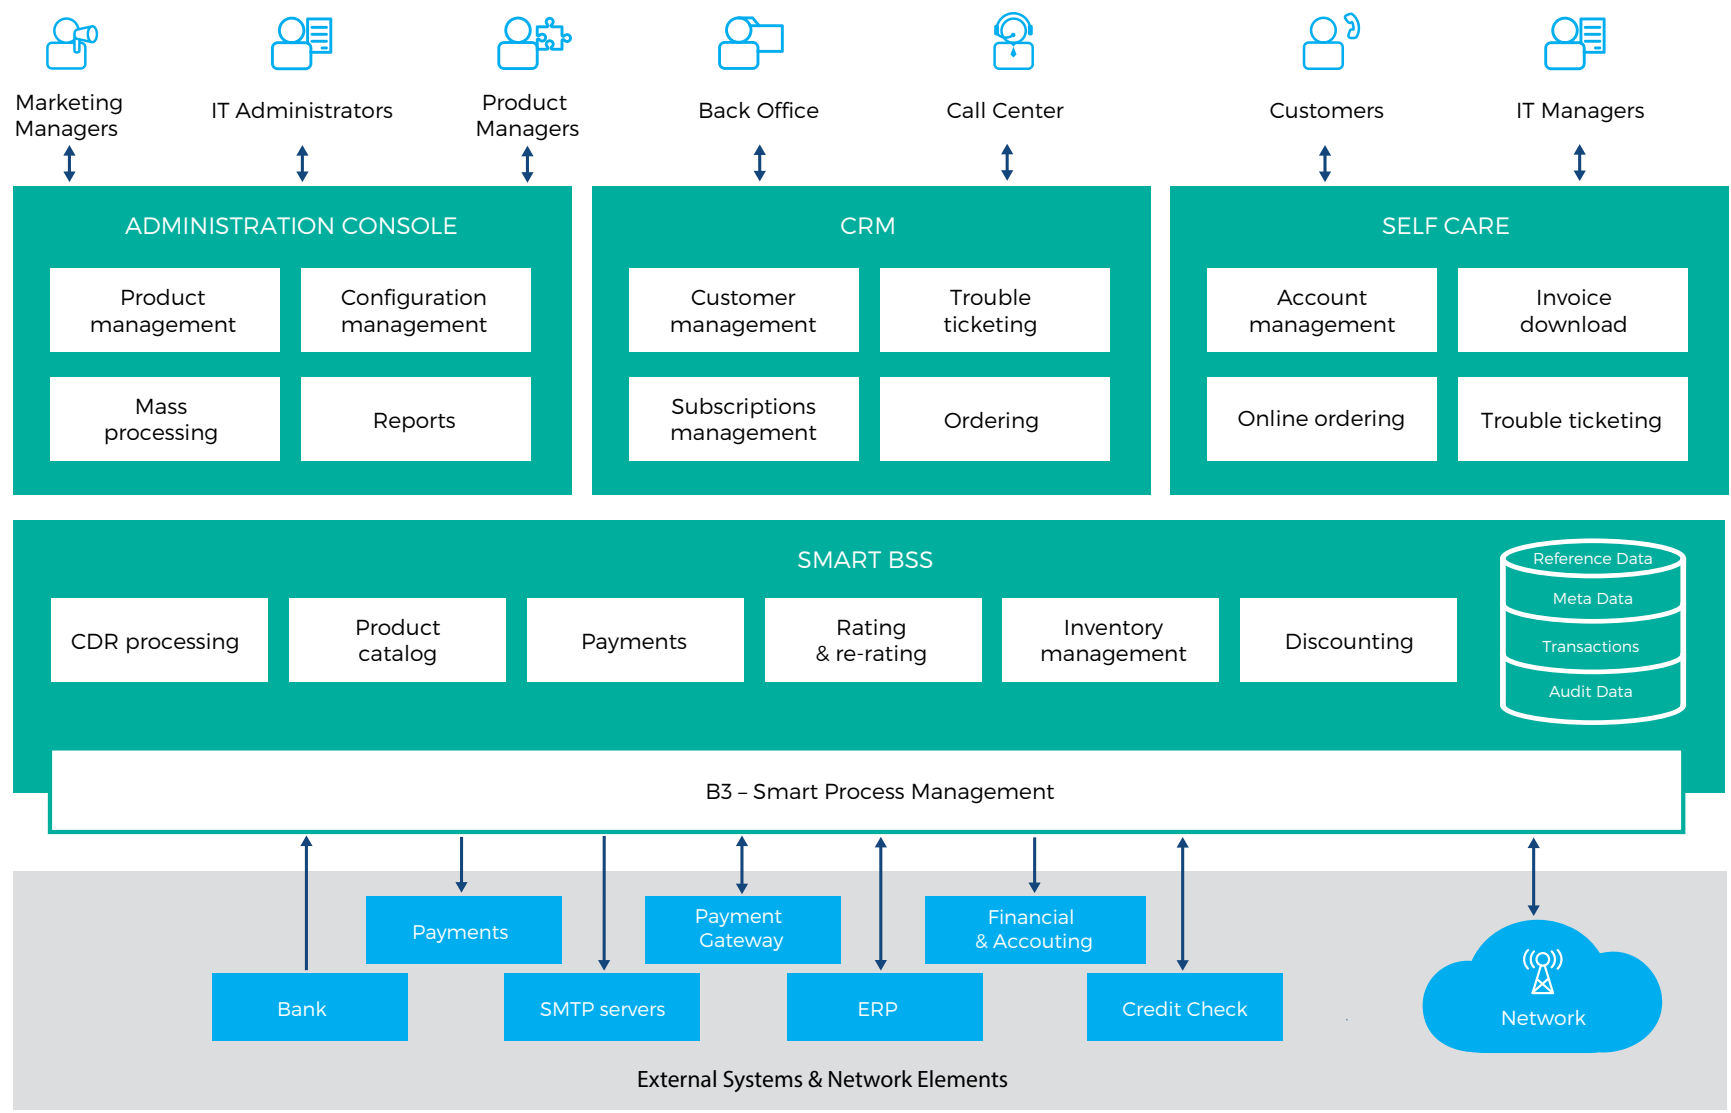 Marketing
Managers
IT Administrators
Product
Managers
Back Office
Call Center
Customers
IT Managers
ADMINISTRATION CONSOLE
Product
management
Configuration
management
Mass
processing
Reports
CRM
Customer
management
Trouble
ticketing
Subscriptions
management
Ordering
SELF CARE
Account
management
Invoice
download
Online ordering
Trouble ticketing
SMART BSS
CDR processing
Product
catalog
Payments
Rating
& re-rating
Inventory
management
Discounting
Reference Data
Meta Data
Transactions
Audit Data
B3 – Smart Process Management
Payments
Payment
Gateway
Financial
& Accouting
Bank
SMTP servers
ERP
Credit Check
Network
External Systems & Network Elements